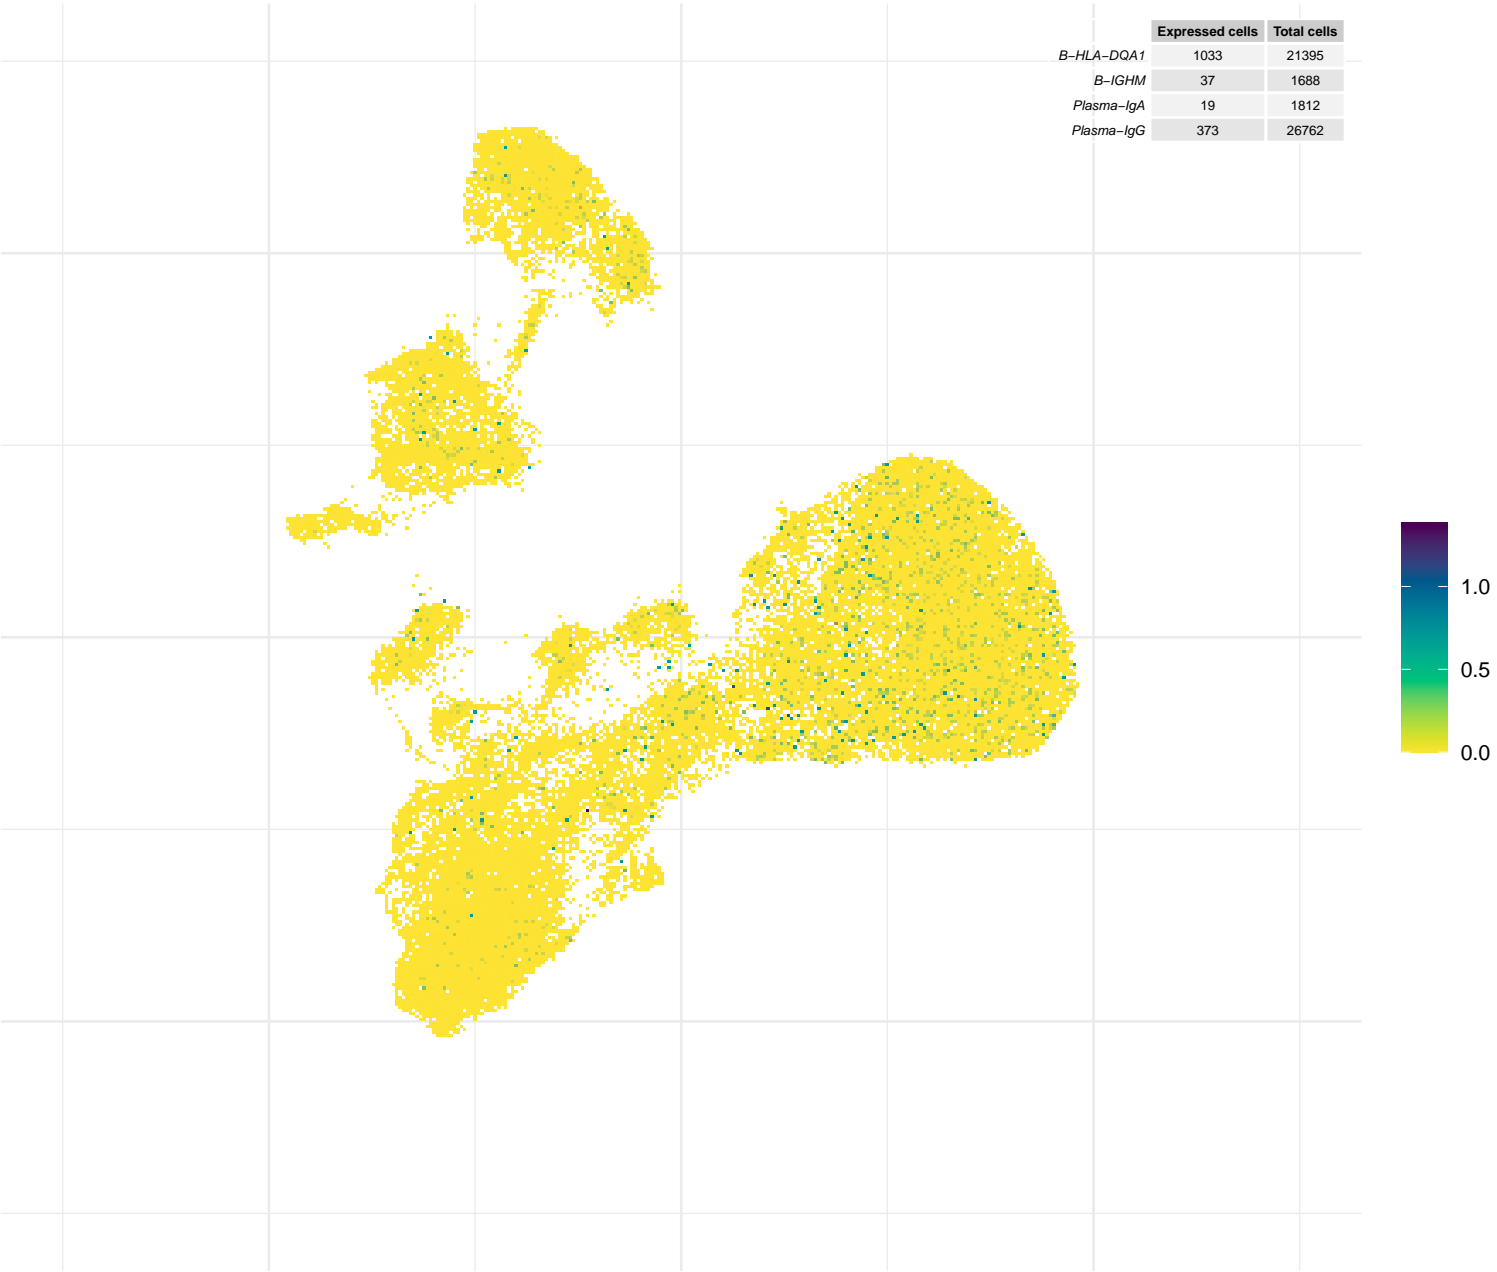 Expressed cells Total cells
B−HLA−DQA1 1033 21395
B−IGHM 37 1688
Plasma−IgA 19 1812
Plasma−IgG 373 26762
1.0
0.5
0.0